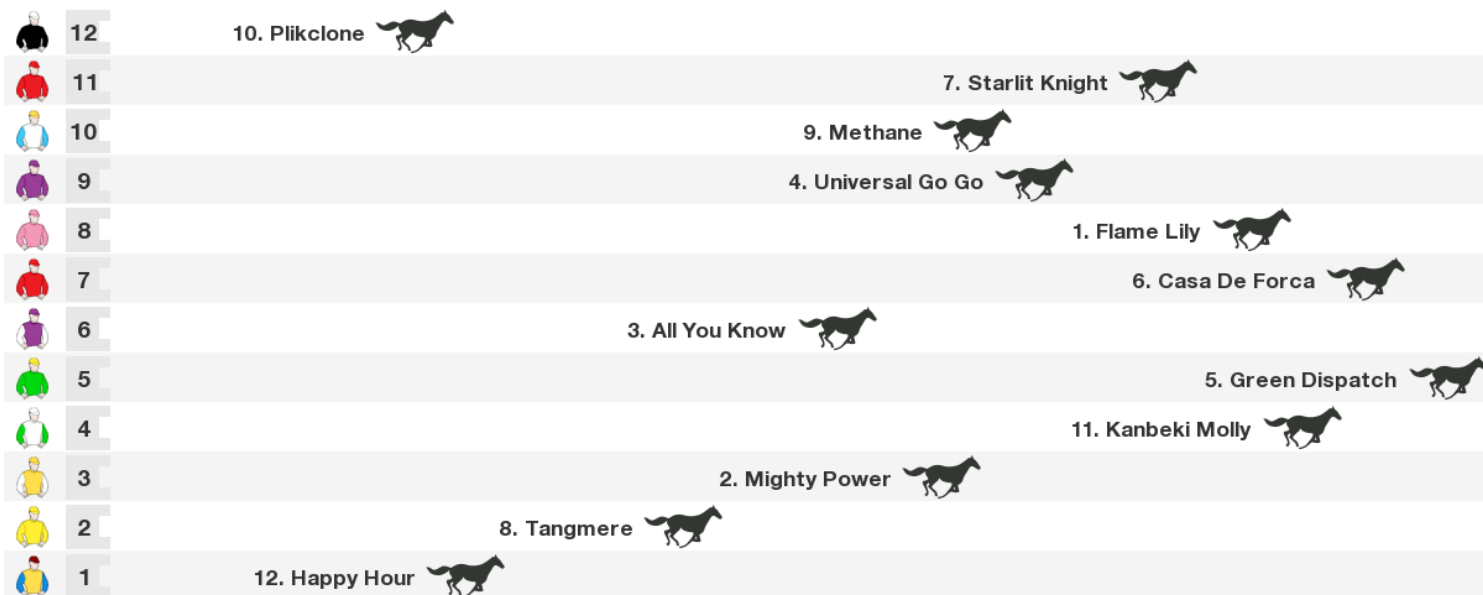 12 10. Plikclone
11 7. Starlit Knight
10 9. Methane
9 4. Universal Go Go
8 1. Flame Lily
7 6. Casa De Forca
6 3. All You Know
5 5. Green Dispatch
4 11. Kanbeki Molly
3 2. Mighty Power
2 8. Tangmere
1 12. Happy Hour